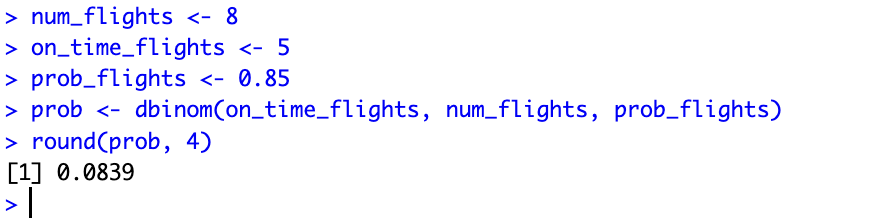 > num_flights <- 8
> on_time_flights <- 5
> prob_flights <- 0.85
> prob <- dbinom(on_time_flights, num_flights, prob_flights)
> round(prob, 4)
[1] 0.0839
>